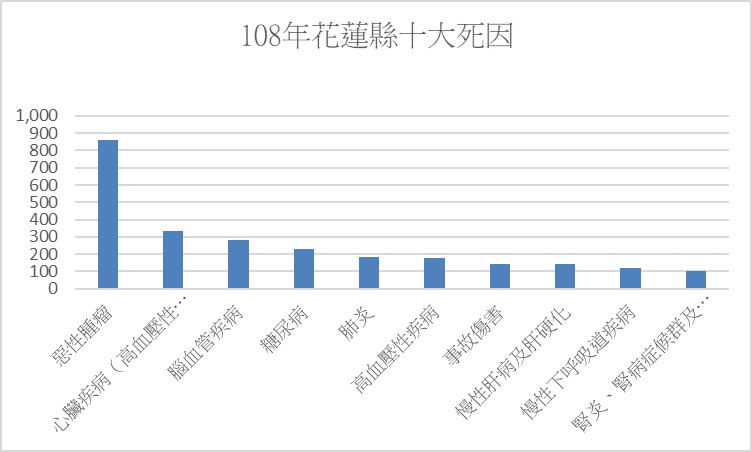 108年花蓮縣十大死因
1,000
900
800
700
600
500
400
300
200
100
0
惡性腫瘤
心臟疾病（高血壓性…
腦血管疾病
糖尿病
肺炎
高血壓性疾病
事故傷害
慢性肝病及肝硬化
慢性下呼吸道疾病
腎炎、腎病症候群及…